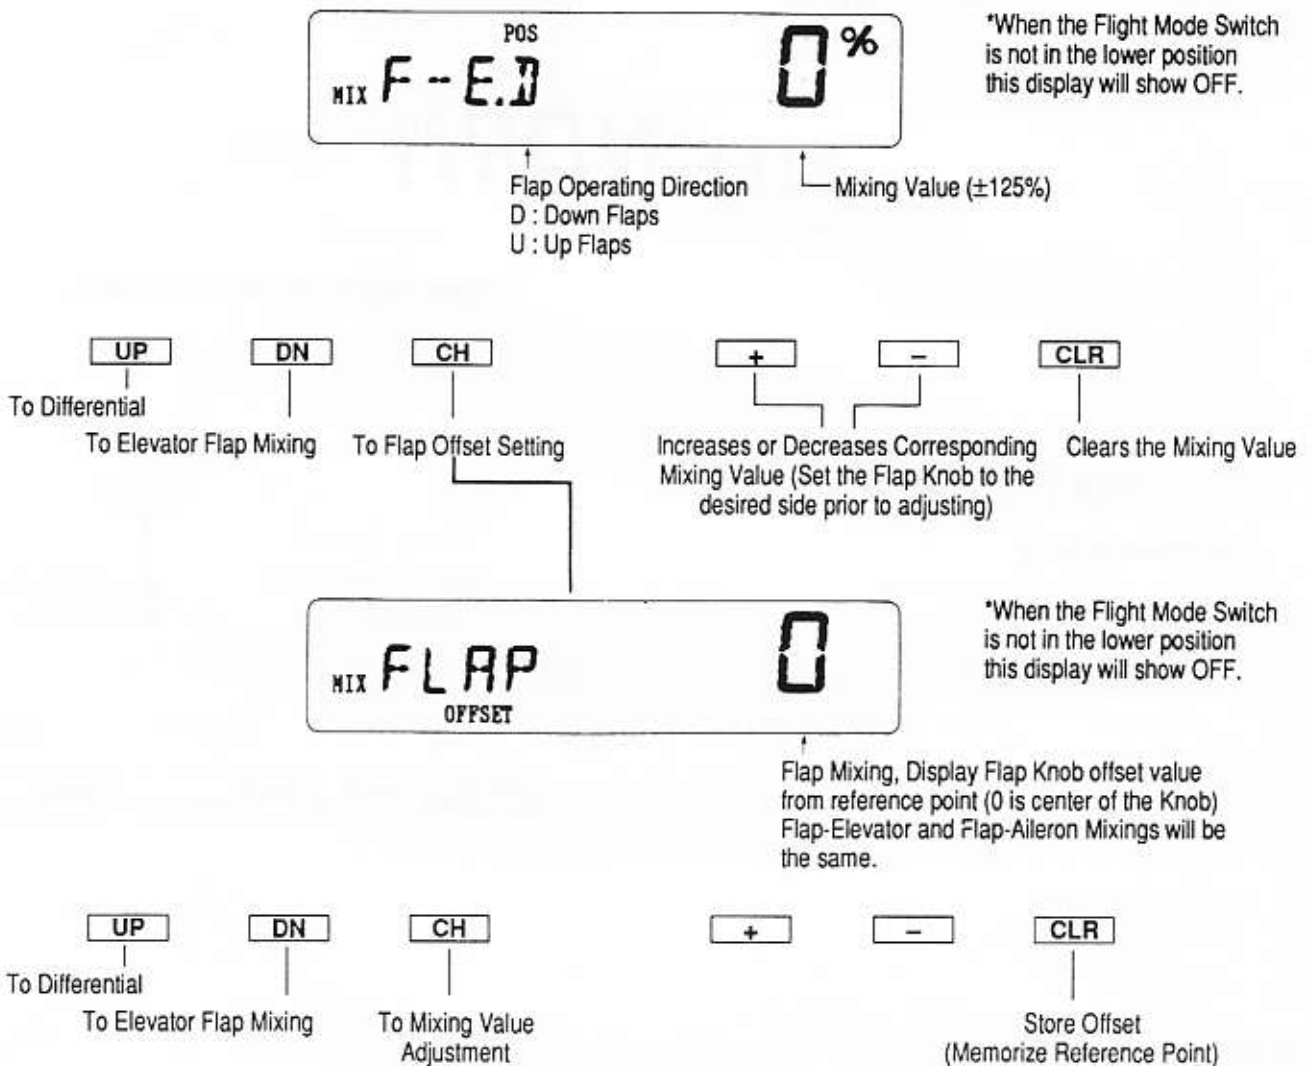 POS
MIX F-E.D 0%
*When the Flight Mode Switch
is not in the lower position
this display will show OFF.
Flap Operating Direction
D : Down Flaps
U : Up Flaps
Mixing Value (±125%)
UP DN CH + – CLR
To Differential
To Elevator Flap Mixing
To Flap Offset Setting
Increases or Decreases Corresponding
Mixing Value (Set the Flap Knob to the
desired side prior to adjusting)
Clears the Mixing Value
MIX FLAP 0
OFFSET
*When the Flight Mode Switch
is not in the lower position
this display will show OFF.
Flap Mixing, Display Flap Knob offset value
from reference point (0 is center of the Knob)
Flap-Elevator and Flap-Aileron Mixings will be
the same.
UP DN CH + – CLR
To Differential
To Elevator Flap Mixing
To Mixing Value
Adjustment
Store Offset
(Memorize Reference Point)